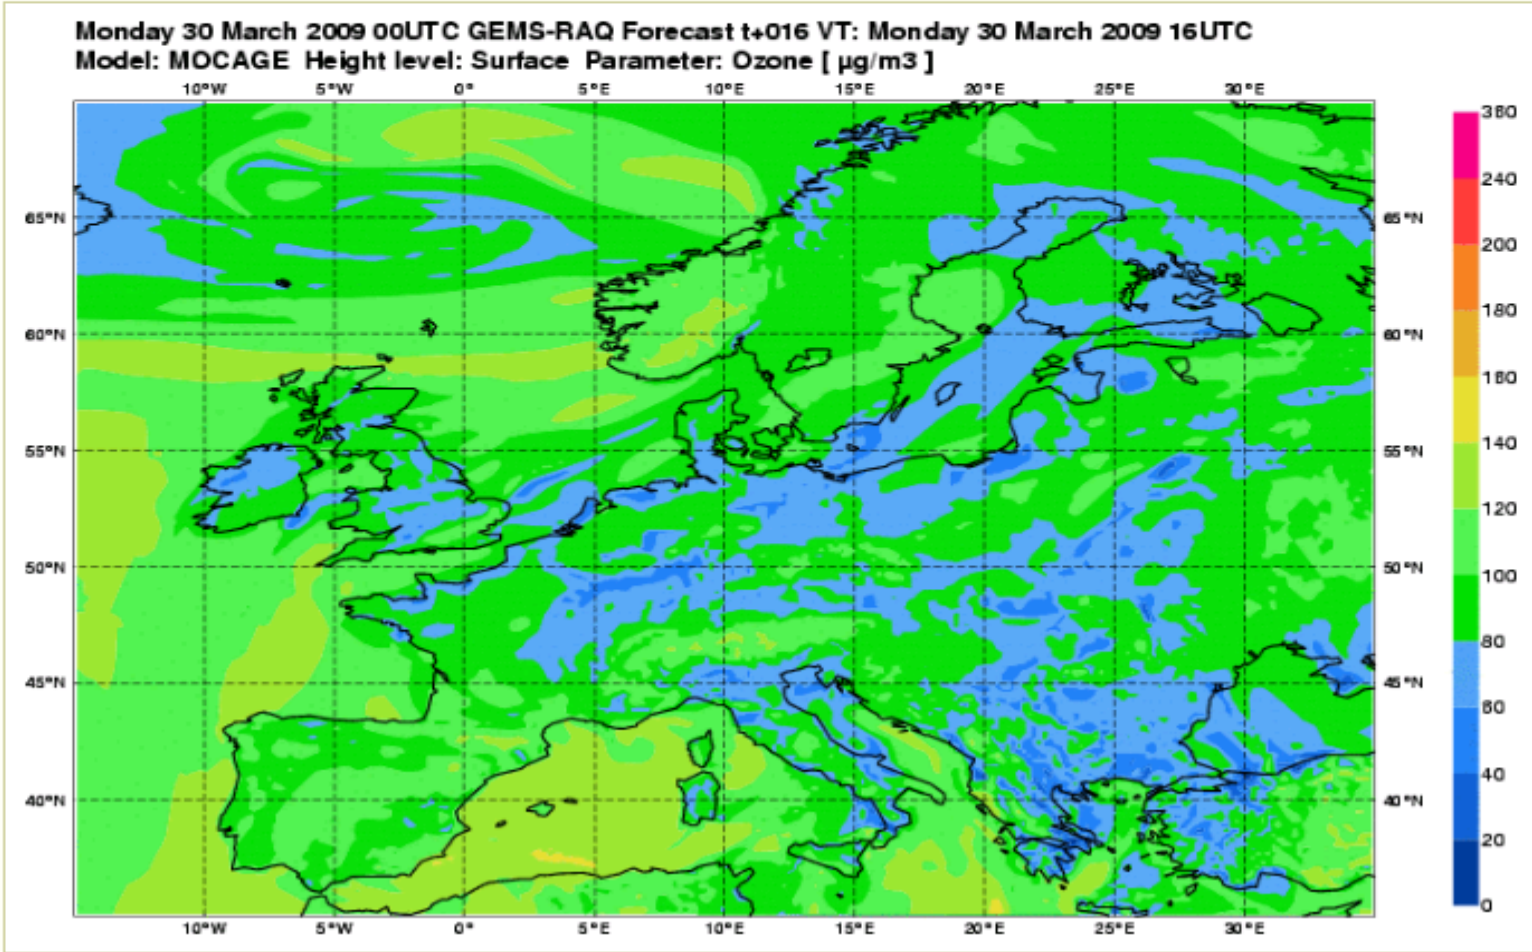 Monday 30 March 2009 00UTC GEMS-RAQ Forecast t+016 VT: Monday 30 March 2009 16UTC
Model: MOCAGE Height level: Surface Parameter: Ozone [ µg/m3 ]
10°W 5°W 0° 5°E 10°E 15°E 20°E 25°E 30°E
360
240
65°N 65°N
200
180
60°N 60°N
160
55°N 55°N
140
120
50°N 50°N
100
80
45°N 45°N
60
40°N 40°N
40
20
0
10°W 5°W 0° 5°E 10°E 15°E 20°E 25°E 30°E